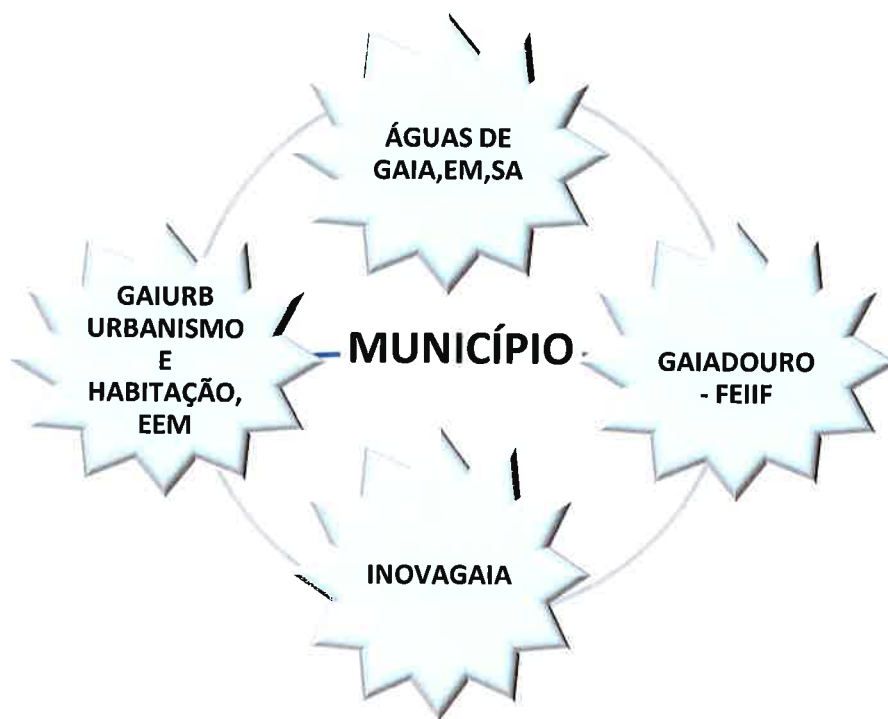 ÁGUAS DE
GAIA,EM,SA
GAIURB
URBANISMO
E
HABITAÇÃO,
EEM
MUNICÍPIO
GAIADOURO
- FEIIF
INOVAGAIA